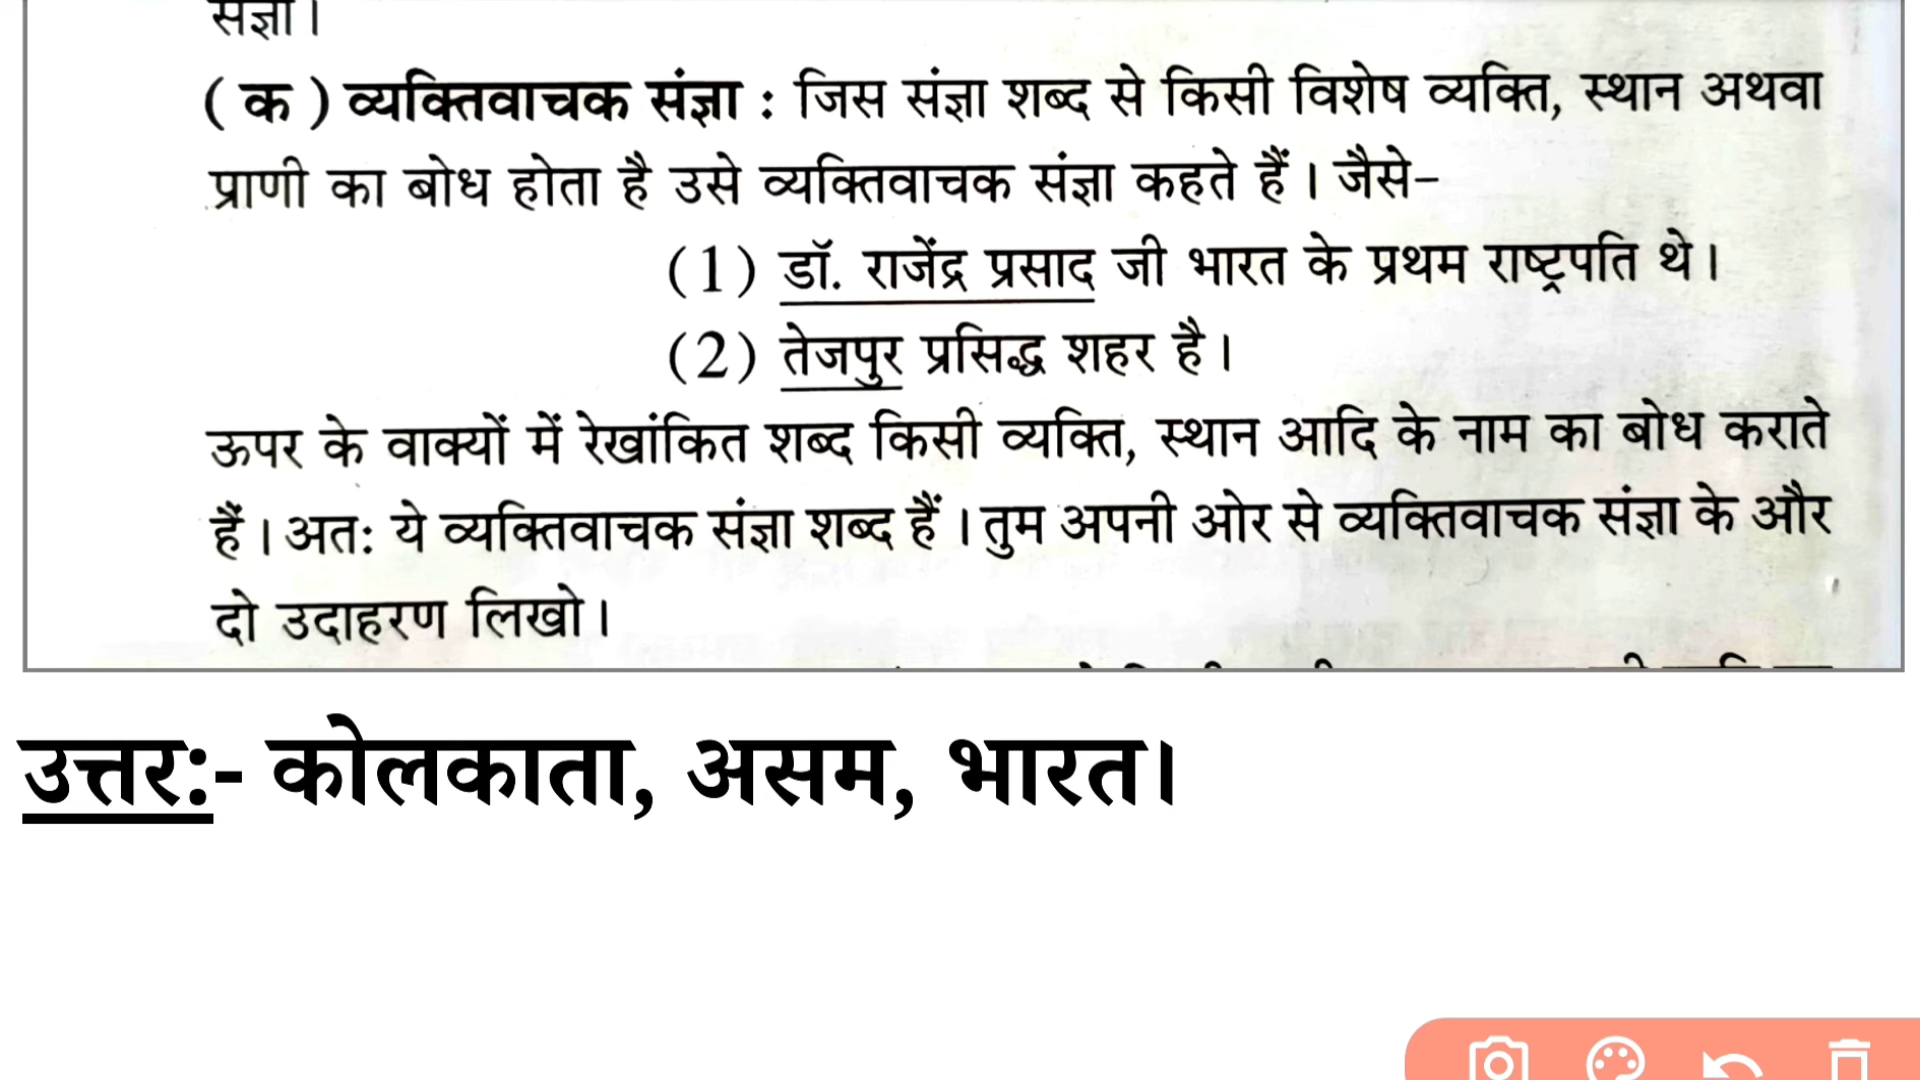 संज्ञा।
( क ) व्यक्तिवाचक संज्ञा : जिस संज्ञा शब्द से किसी विशेष व्यक्ति, स्थान अथवा
प्राणी का बोध होता है उसे व्यक्तिवाचक संज्ञा कहते हैं। जैसे-
(1) डॉ. राजेंद्र प्रसाद जी भारत के प्रथम राष्ट्रपति थे।
(2) तेजपुर प्रसिद्ध शहर है।
ऊपर के वाक्यों में रेखांकित शब्द किसी व्यक्ति, स्थान आदि के नाम का बोध कराते
हैं। अत: ये व्यक्तिवाचक संज्ञा शब्द हैं। तुम अपनी ओर से व्यक्तिवाचक संज्ञा के और
दो उदाहरण लिखो।
उत्तर:- कोलकाता, असम, भारत।